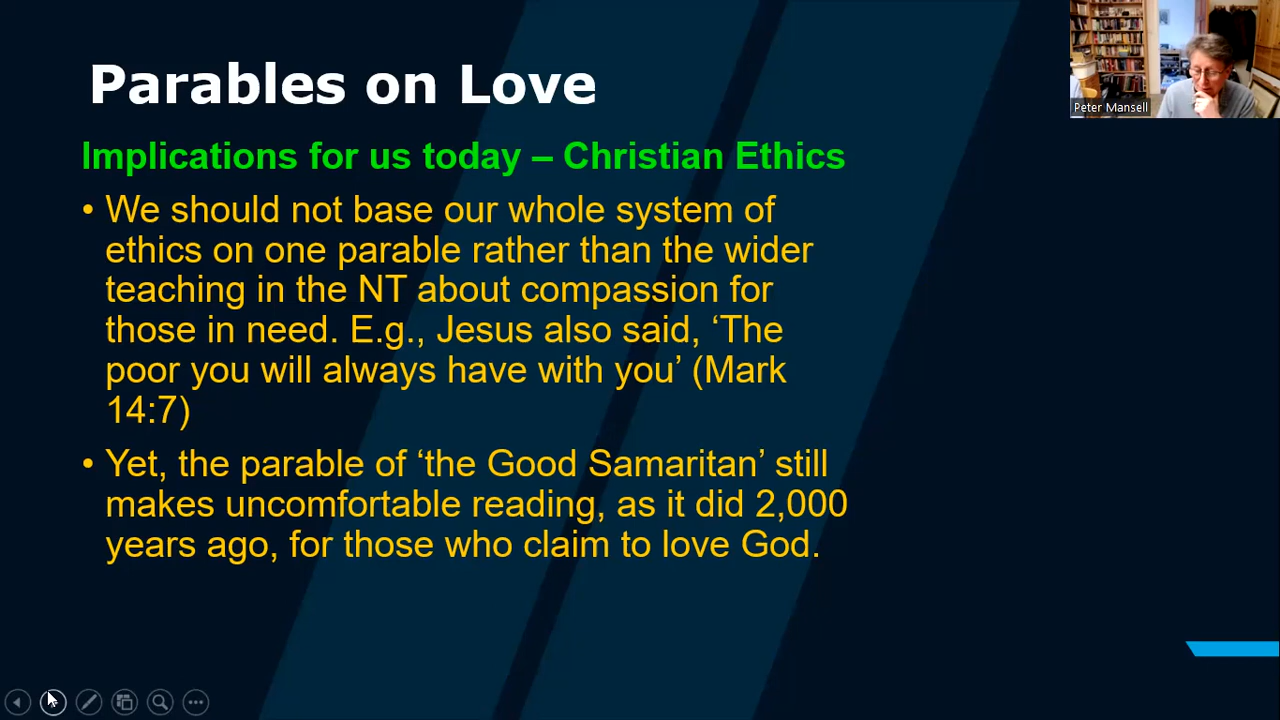 Parables on Love
Peter Mansell
Implications for us today – Christian Ethics
• We should not base our whole system of
ethics on one parable rather than the wider
teaching in the NT about compassion for
those in need. E.g., Jesus also said, ‘The
poor you will always have with you’ (Mark
14:7)
• Yet, the parable of ‘the Good Samaritan’ still
makes uncomfortable reading, as it did 2,000
years ago, for those who claim to love God.